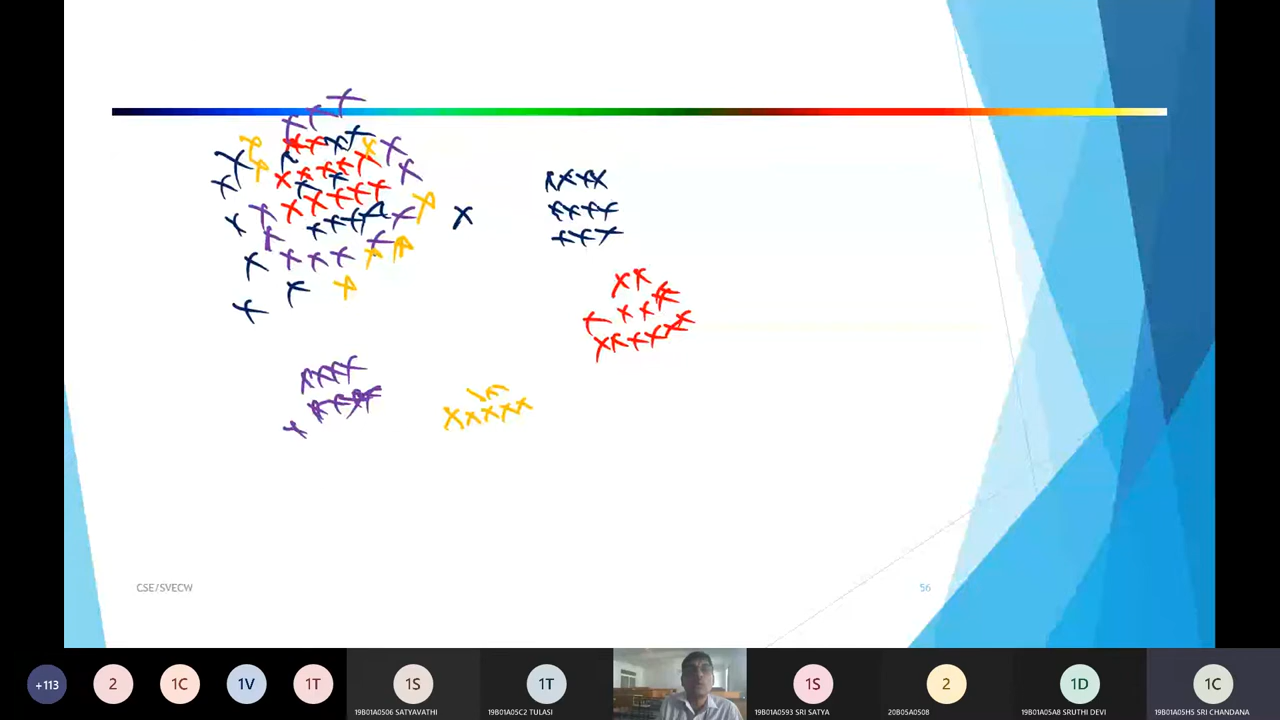 CSE/SVECW
56
+113
2
1C
1V
1T
1S
1T
1S
2
1D
1C
19B01A0506 SATYAVATHI
19B01A05C2 TULASI
19B01A0593 SRI SATYA
20B05A0508
19B01A05A8 SRUTHI DEVI
19B01A05H5 SRI CHANDANA